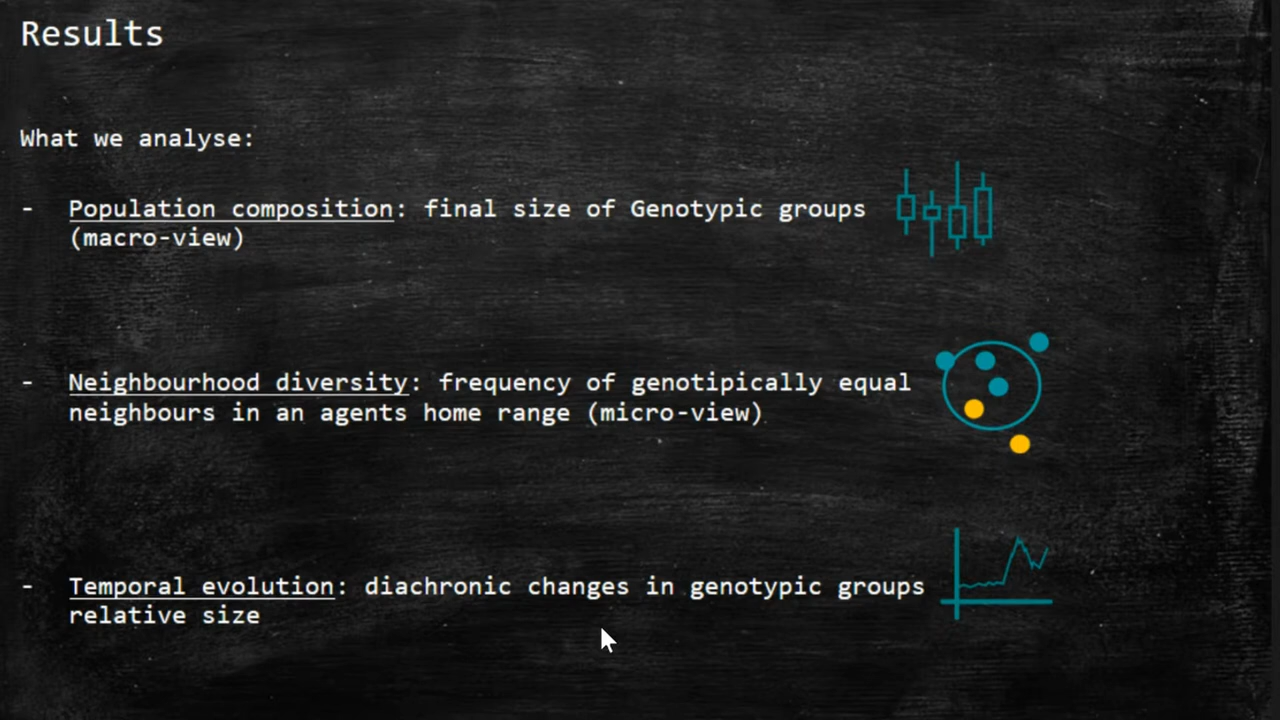 Results
What we analyse:
- Population composition: final size of Genotypic groups
(macro-view)
- Neighbourhood diversity: frequency of genotipically equal
neighbours in an agents home range (micro-view)
- Temporal evolution: diachronic changes in genotypic groups
relative size